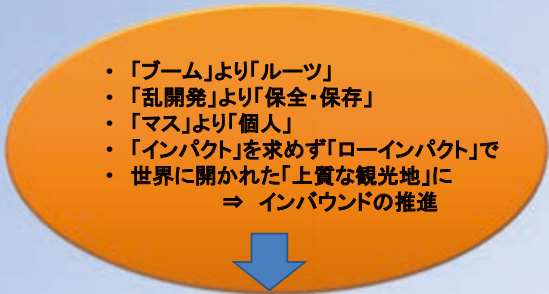 ・ 「ブーム」より「ルーツ」
・ 「乱開発」より「保全・保存」
・ 「マス」より「個人」
・ 「インパクト」を求めず「ローインパクト」で
・ 世界に開かれた「上質な観光地」に
⇒ インバウンドの推進